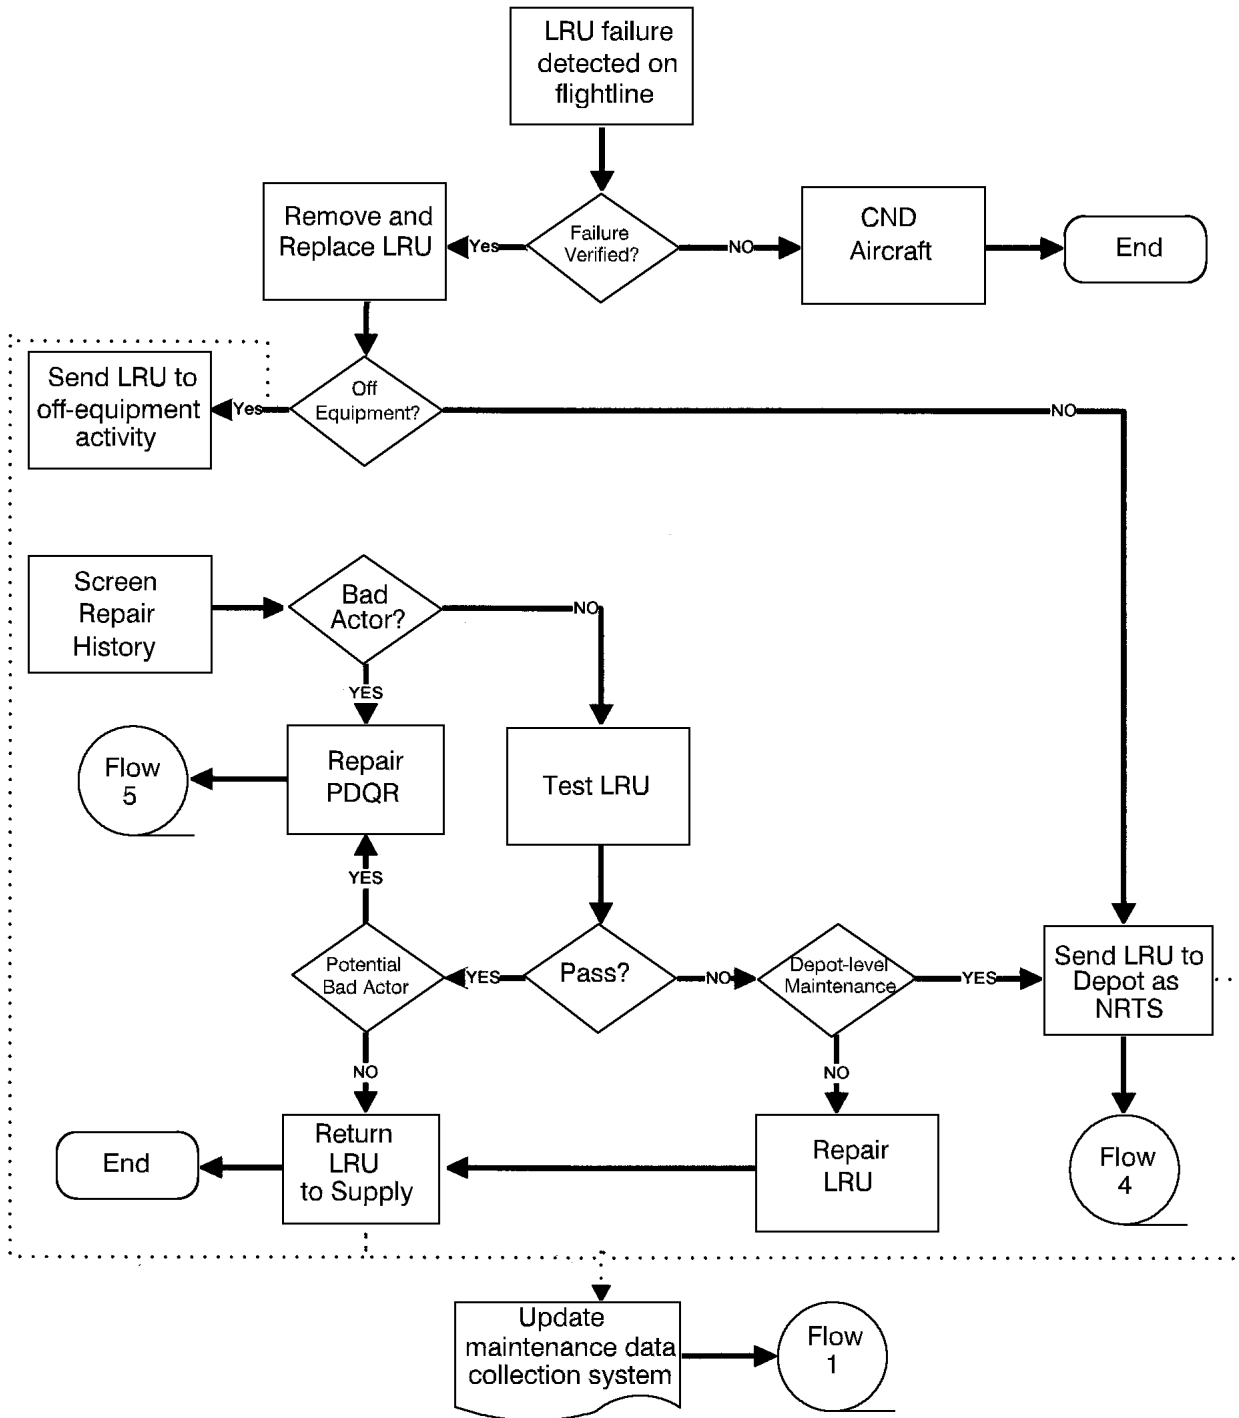 LRU failure
detected on
flightline
Remove and
Replace LRU
Yes
Failure
Verified?
NO
CND
Aircraft
End
Send LRU to
off-equipment
activity
Yes
Off
Equipment?
NO
Screen
Repair
History
Bad
Actor?
NO
YES
Flow
5
Repair
PDQR
Test LRU
YES
Potential
Bad Actor
YES
Pass?
NO
Depot-level
Maintenance
YES
Send LRU to
Depot as
NRTS
NO
NO
End
Return
LRU
to Supply
Repair
LRU
Flow
4
Update
maintenance data
collection system
Flow
1